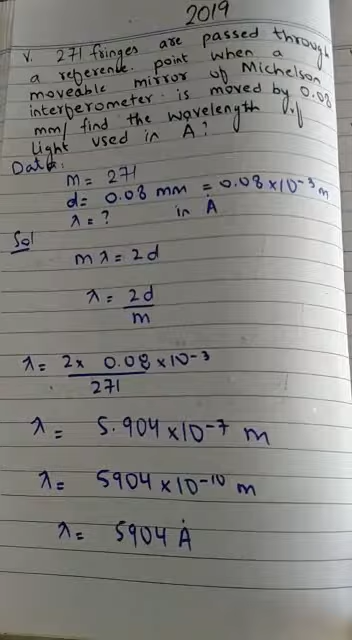 2019
v. 271 fringes are passed through
a reference point when a
moveable mirror of Michelson
interferometer is moved by 0.08
mm/ find the wavelength of
light used in Å?
Data:
m = 271
d = 0.08 mm = 0.08×10⁻³ m
λ = ? in Å
Sol
mλ = 2d
λ = 2d/m
λ = 2× 0.08 ×10⁻³/271
λ = 5.904 ×10⁻⁷ m
λ = 5904 ×10⁻¹⁰ m
λ = 5904 Å